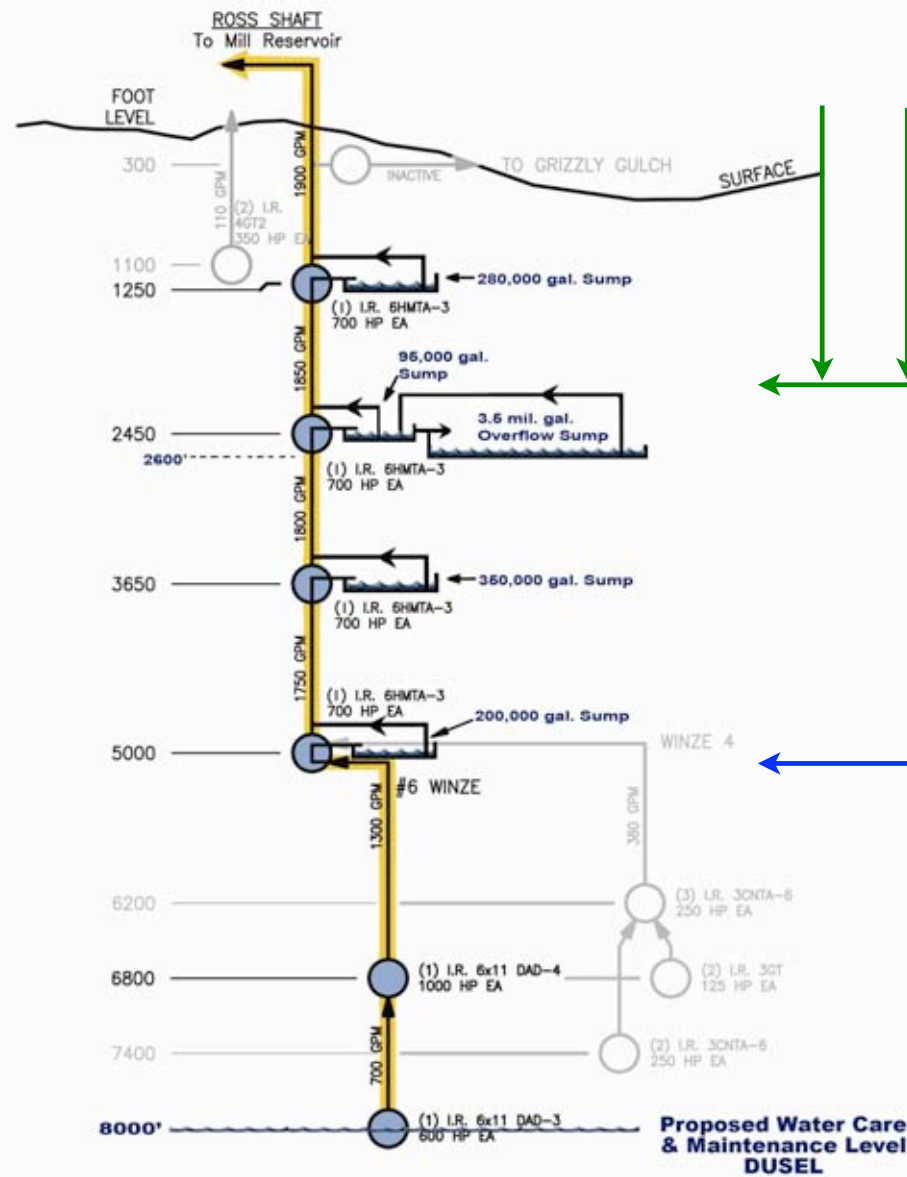 ROSS SHAFT
To Mill Reservoir
FOOT
LEVEL
300
110 GPM
(2) I.R.
4GT2
350 HP EA
1900 GPM
INACTIVE
TO GRIZZLY GULCH
SURFACE
1100
1250
280,000 gal. Sump
(1) I.R. 6HMTA-3
700 HP EA
1850 GPM
95,000 gal.
Sump
3.5 mil. gal.
Overflow Sump
2450
2600'
(1) I.R. 6HMTA-3
700 HP EA
1800 GPM
3650
350,000 gal. Sump
(1) I.R. 6HMTA-3
700 HP EA
1750 GPM
(1) I.R. 6HMTA-3
700 HP EA
200,000 gal. Sump
5000
WINZE 4
#6 WINZE
1300 GPM
380 GPM
6200
(3) I.R. 3CNTA-6
250 HP EA
6800
(1) I.R. 6x11 DAD-4
1000 HP EA
(2) I.R. 3GT
125 HP EA
700 GPM
7400
(2) I.R. 3CNTA-6
250 HP EA
8000'
(1) I.R. 6x11 DAD-3
600 HP EA
Proposed Water Care
& Maintenance Level
DUSEL